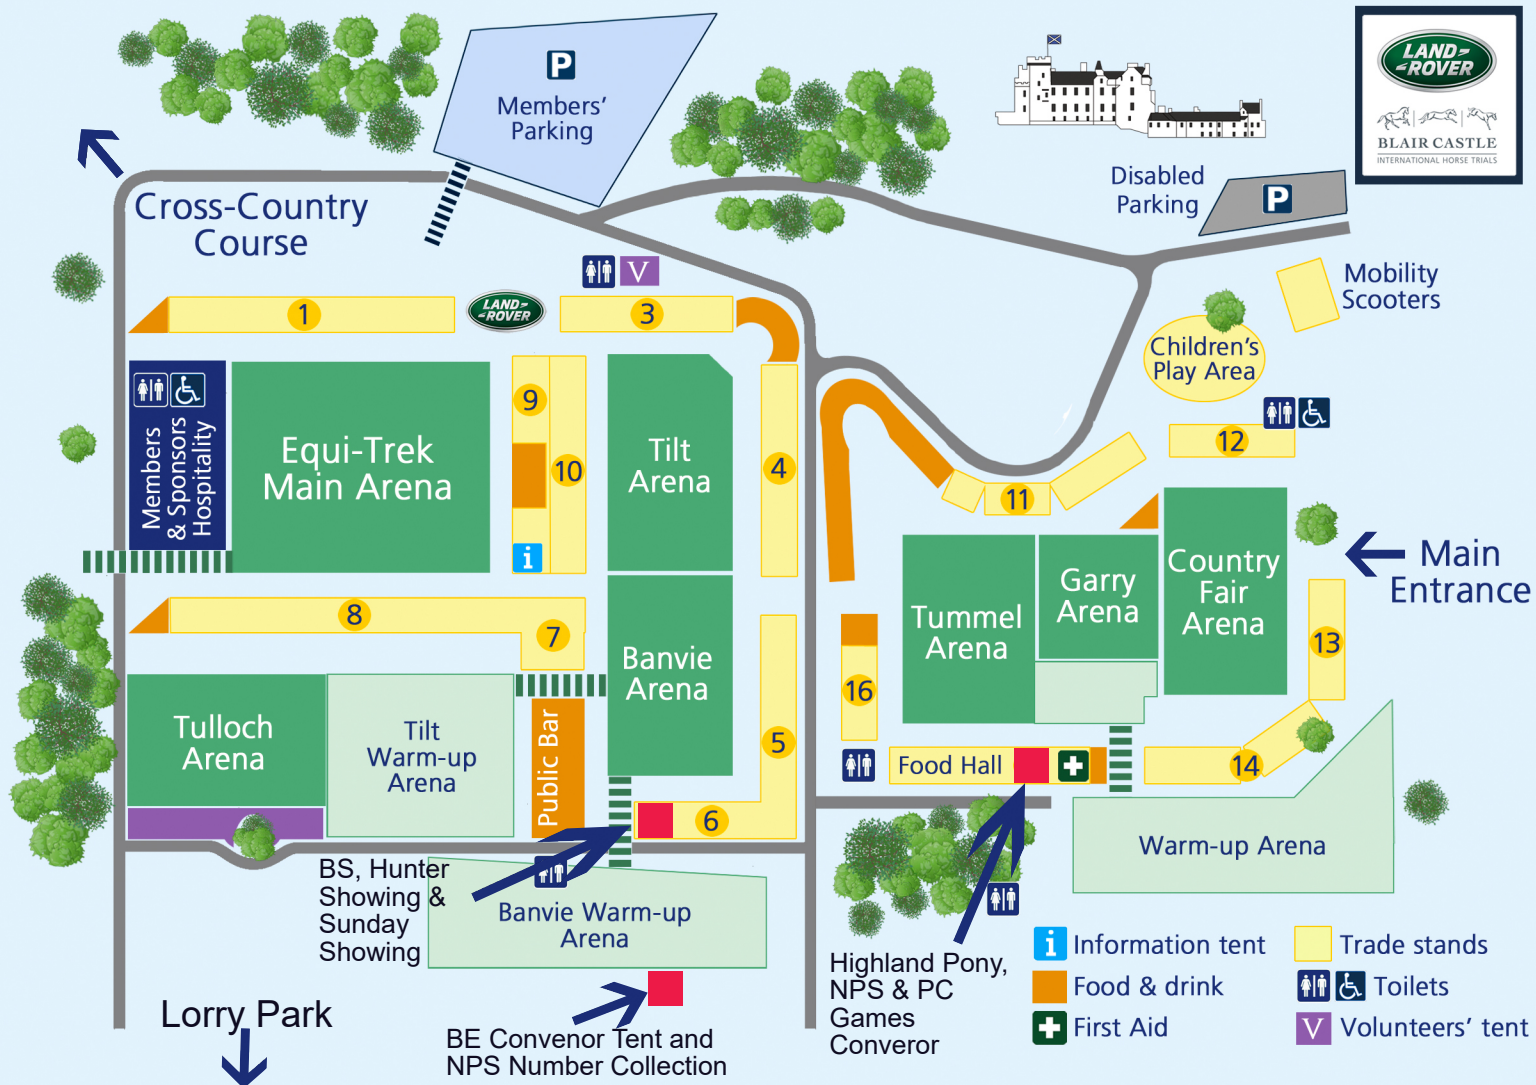 P
Members'
Parking
LAND-
-ROVER
BLAIR CASTLE
INTERNATIONAL HORSE TRIALS
Disabled
Parking
P
Cross-Country
Course
V
Mobility
Scooters
1
LAND-
-ROVER
3
Children's
Play Area
Members
& Sponsors
Hospitality
Equi-Trek
Main Arena
9
10
i
Tilt
Arena
4
11
12
Country
Fair
Arena
Main
Entrance
Garry
Arena
Tummel
Arena
8
7
Banvie
Arena
13
16
Tulloch
Arena
Tilt
Warm-up
Arena
Public Bar
5
6
Food Hall
14
Warm-up Arena
BS, Hunter
Showing &
Sunday
Showing
Banvie Warm-up
Arena
Highland Pony,
NPS & PC
Games
Converor
Lorry Park
BE Convenor Tent and
NPS Number Collection
i Information tent
Food & drink
First Aid
Trade stands
Toilets
V Volunteers' tent